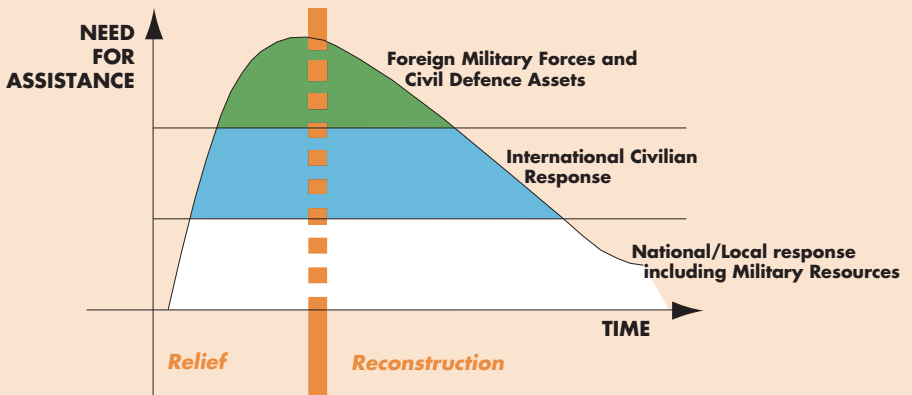 NEED
FOR
ASSISTANCE
Foreign Military Forces and
Civil Defence Assets
International Civilian
Response
National/Local response
including Military Resources
TIME
Relief
Reconstruction